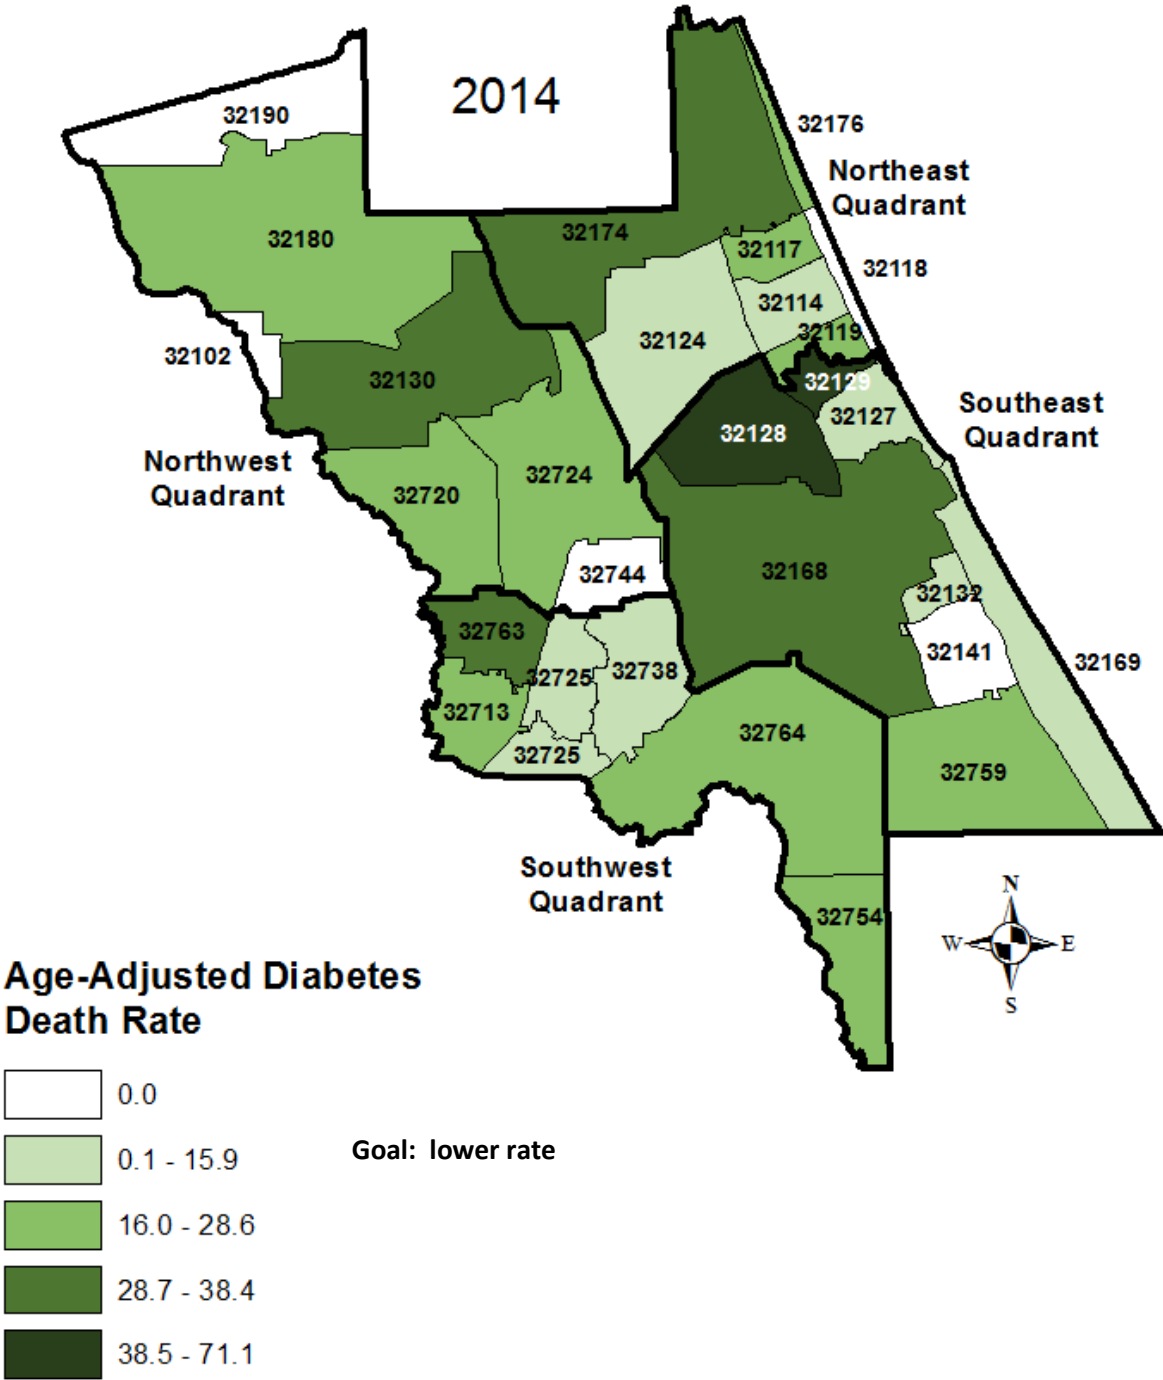 2014
32190
32176
Northeast
Quadrant
32180
32174
32117
32118
32114
32119
32124
32102
32130
32129
32127
Southeast
Quadrant
32128
Northwest
Quadrant
32724
32720
32168
32744
32132
32763
32141
32169
32725
32738
32713
32764
32725
32759
Southwest
Quadrant
32754
N
W E
S
Age-Adjusted Diabetes
Death Rate
0.0
0.1 - 15.9
Goal: lower rate
16.0 - 28.6
28.7 - 38.4
38.5 - 71.1